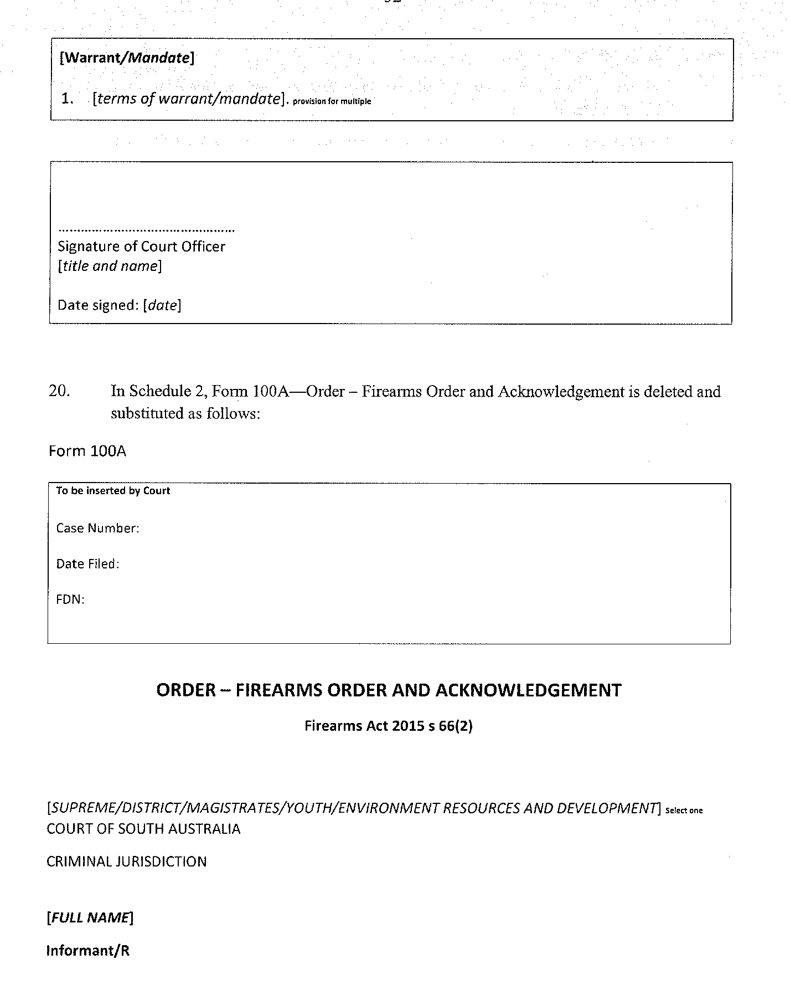 [Warrant/Mandate]
1. [terms of warrant/mandate]. provision for multiple
..................................................
Signature of Court Officer
[title and name]
Date signed: [date]
20. In Schedule 2, Form 100A—Order – Firearms Order and Acknowledgement is deleted and
substituted as follows:
Form 100A
To be inserted by Court
Case Number:
Date Filed:
FDN:
ORDER – FIREARMS ORDER AND ACKNOWLEDGEMENT
Firearms Act 2015 s 66(2)
[SUPREME/DISTRICT/MAGISTRATES/YOUTH/ENVIRONMENT RESOURCES AND DEVELOPMENT] Select one
COURT OF SOUTH AUSTRALIA
CRIMINAL JURISDICTION
[FULL NAME]
Informant/R